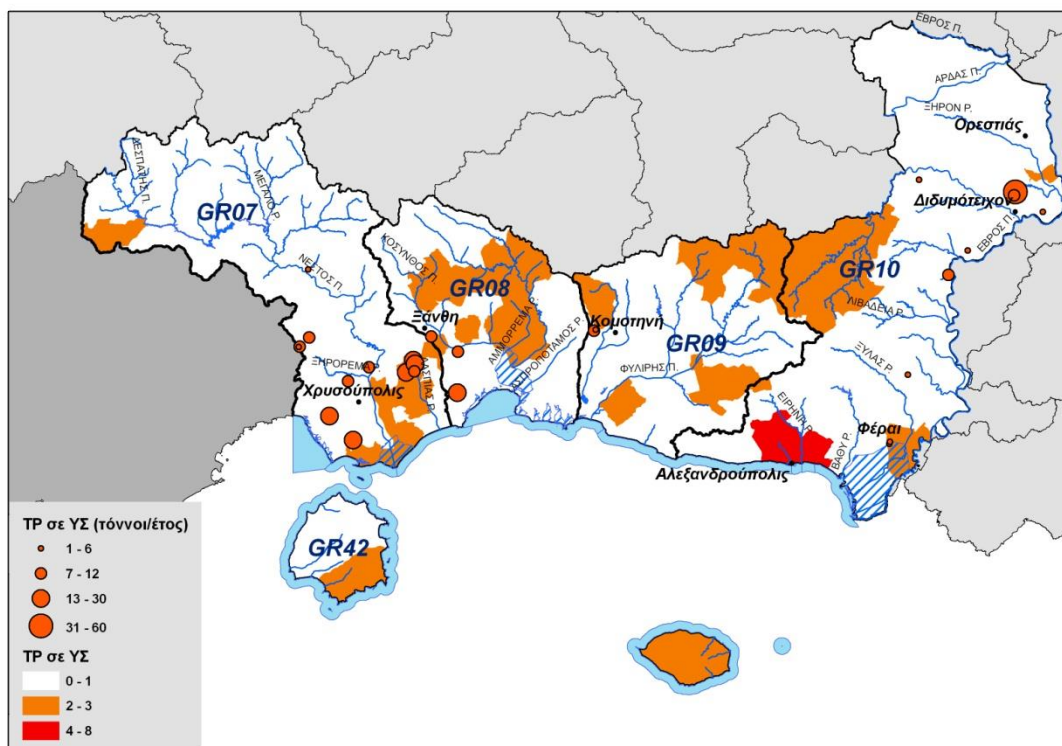 ΕΒΡΟΣ Π.
ΑΡΔΑΣ Π.
ΞΗΡΟΝ Ρ.
Ορεστιάς
ΔΕΣΠΑΤΗΣ Π.
ΜΕΓΑΛΟ Ρ.
GR07
Διδυμότειχον
ΕΒΡΟΣ Π.
ΚΟΣΥΝΘΟΣ Π.
ΝΕΣΤΟΣ Π.
GR08
GR10
Ξάνθη
ΑΜΜΟΡΡΕΜΑ Ρ.
ΑΣΠΡΟΠΟΤΑΜΟΣ Ρ.
Κομοτηνή
GR09
ΛΙΒΑΔΕΙΑ Ρ.
ΞΗΡΟΡΕΜΑ Ρ.
ΛΑΣΠΙΑΣ Ρ.
ΦΥΛΙΡΗΣ Π.
ΞΥΛΑΣ Ρ.
Χρυσούπολις
ΕΙΡΗΝΗ Ρ.
ΒΑΘΥ Ρ.
Φέραι
Αλεξανδρούπολις
GR42
ΤΡ σε ΥΣ (τόννοι/έτος)
1 - 6
7 - 12
13 - 30
31 - 60
ΤΡ σε ΥΣ
0 - 1
2 - 3
4 - 8